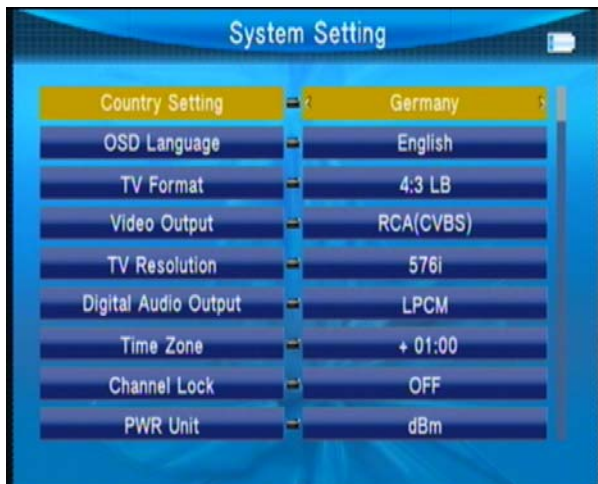 System Setting
Country Setting Germany
OSD Language English
TV Format 4:3 LB
Video Output RCA(CVBS)
TV Resolution 576i
Digital Audio Output LPCM
Time Zone + 01:00
Channel Lock OFF
PWR Unit dBm